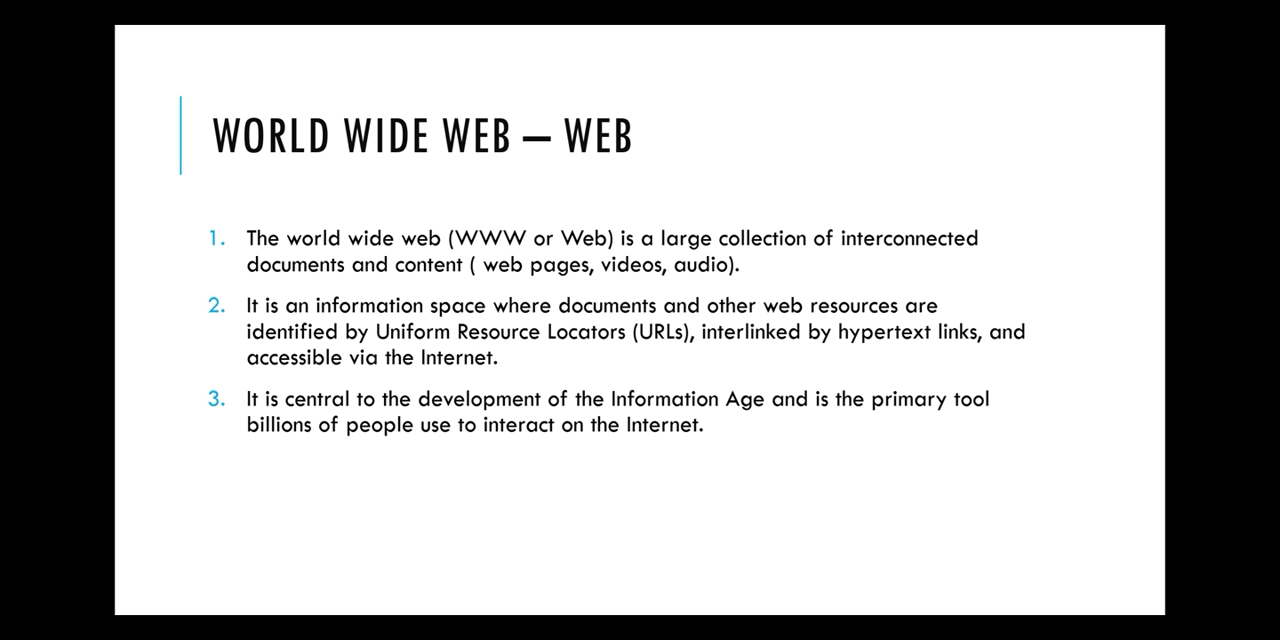 WORLD WIDE WEB – WEB
1. The world wide web (WWW or Web) is a large collection of interconnected
documents and content ( web pages, videos, audio).
2. It is an information space where documents and other web resources are
identified by Uniform Resource Locators (URLs), interlinked by hypertext links, and
accessible via the Internet.
3. It is central to the development of the Information Age and is the primary tool
billions of people use to interact on the Internet.